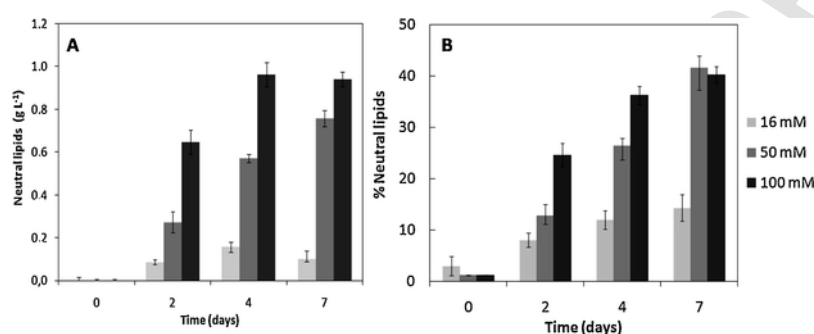 A
Neutral lipids (g L⁻¹)
1.2
1.0
0.8
0.6
0.4
0.2
0,0
0 2 4 7
Time (days)
B
% Neutral lipids
50
40
30
20
10
0
0 2 4 7
Time (days)
16 mM
50 mM
100 mM